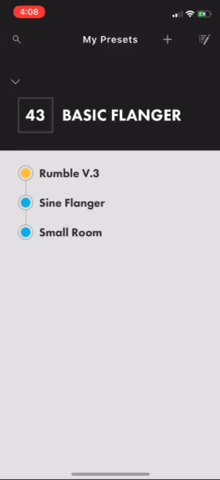 4:08
My Presets
43 BASIC FLANGER
Rumble V.3
Sine Flanger
Small Room